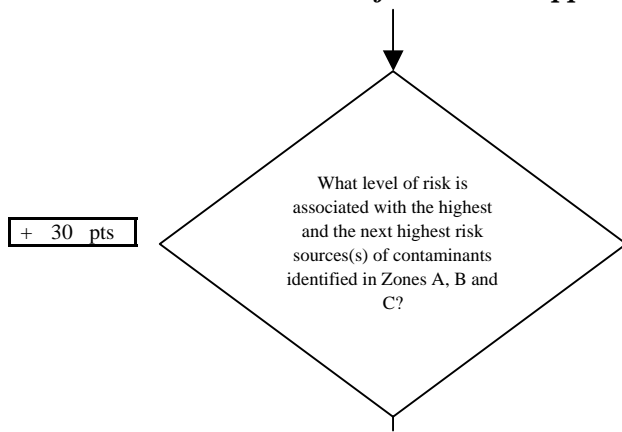 What level of risk is
associated with the highest
and the next highest risk
sources(s) of contaminants
identified in Zones A, B and
C?
+ 30 pts